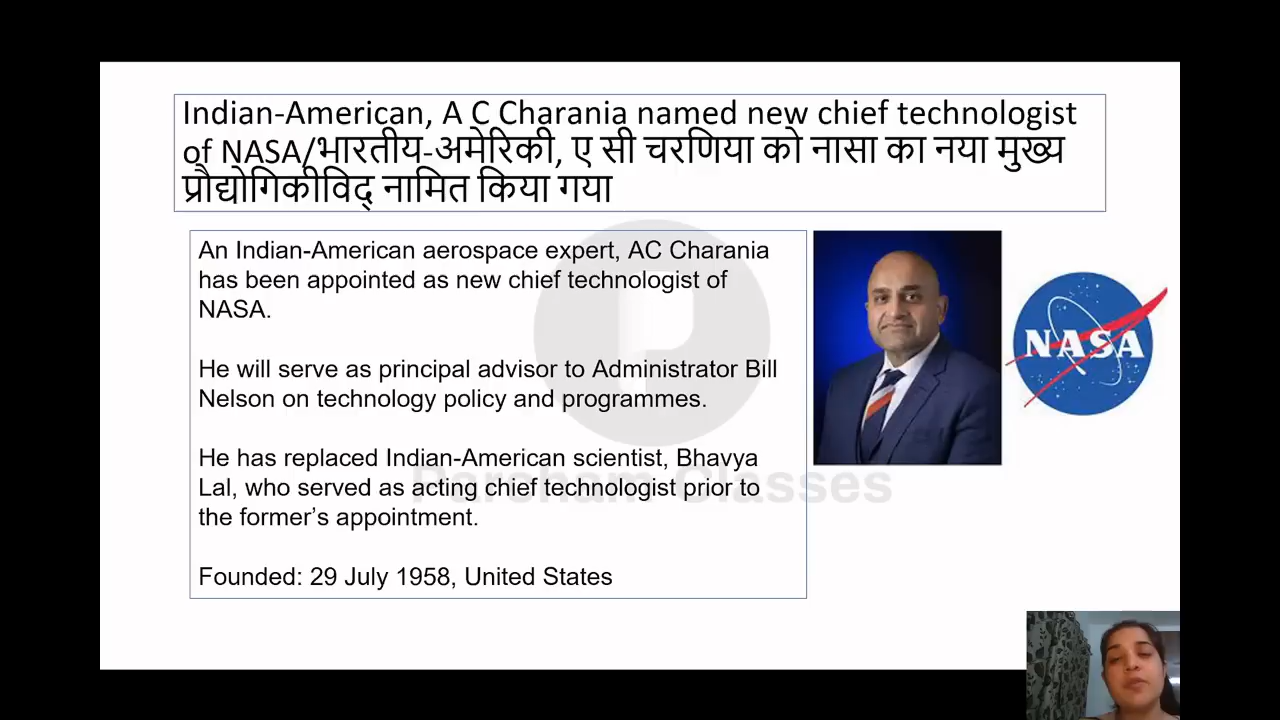 Indian-American, A C Charania named new chief technologist
of NASA/भारतीय-अमेरिकी, ए सी चरणिया को नासा का नया मुख्य
प्रौद्योगिकीविद् नामित किया गया
An Indian-American aerospace expert, AC Charania
has been appointed as new chief technologist of
NASA.
He will serve as principal advisor to Administrator Bill
Nelson on technology policy and programmes.
He has replaced Indian-American scientist, Bhavya
Lal, who served as acting chief technologist prior to
the former’s appointment.
Founded: 29 July 1958, United States
NASA
Parcham Classes